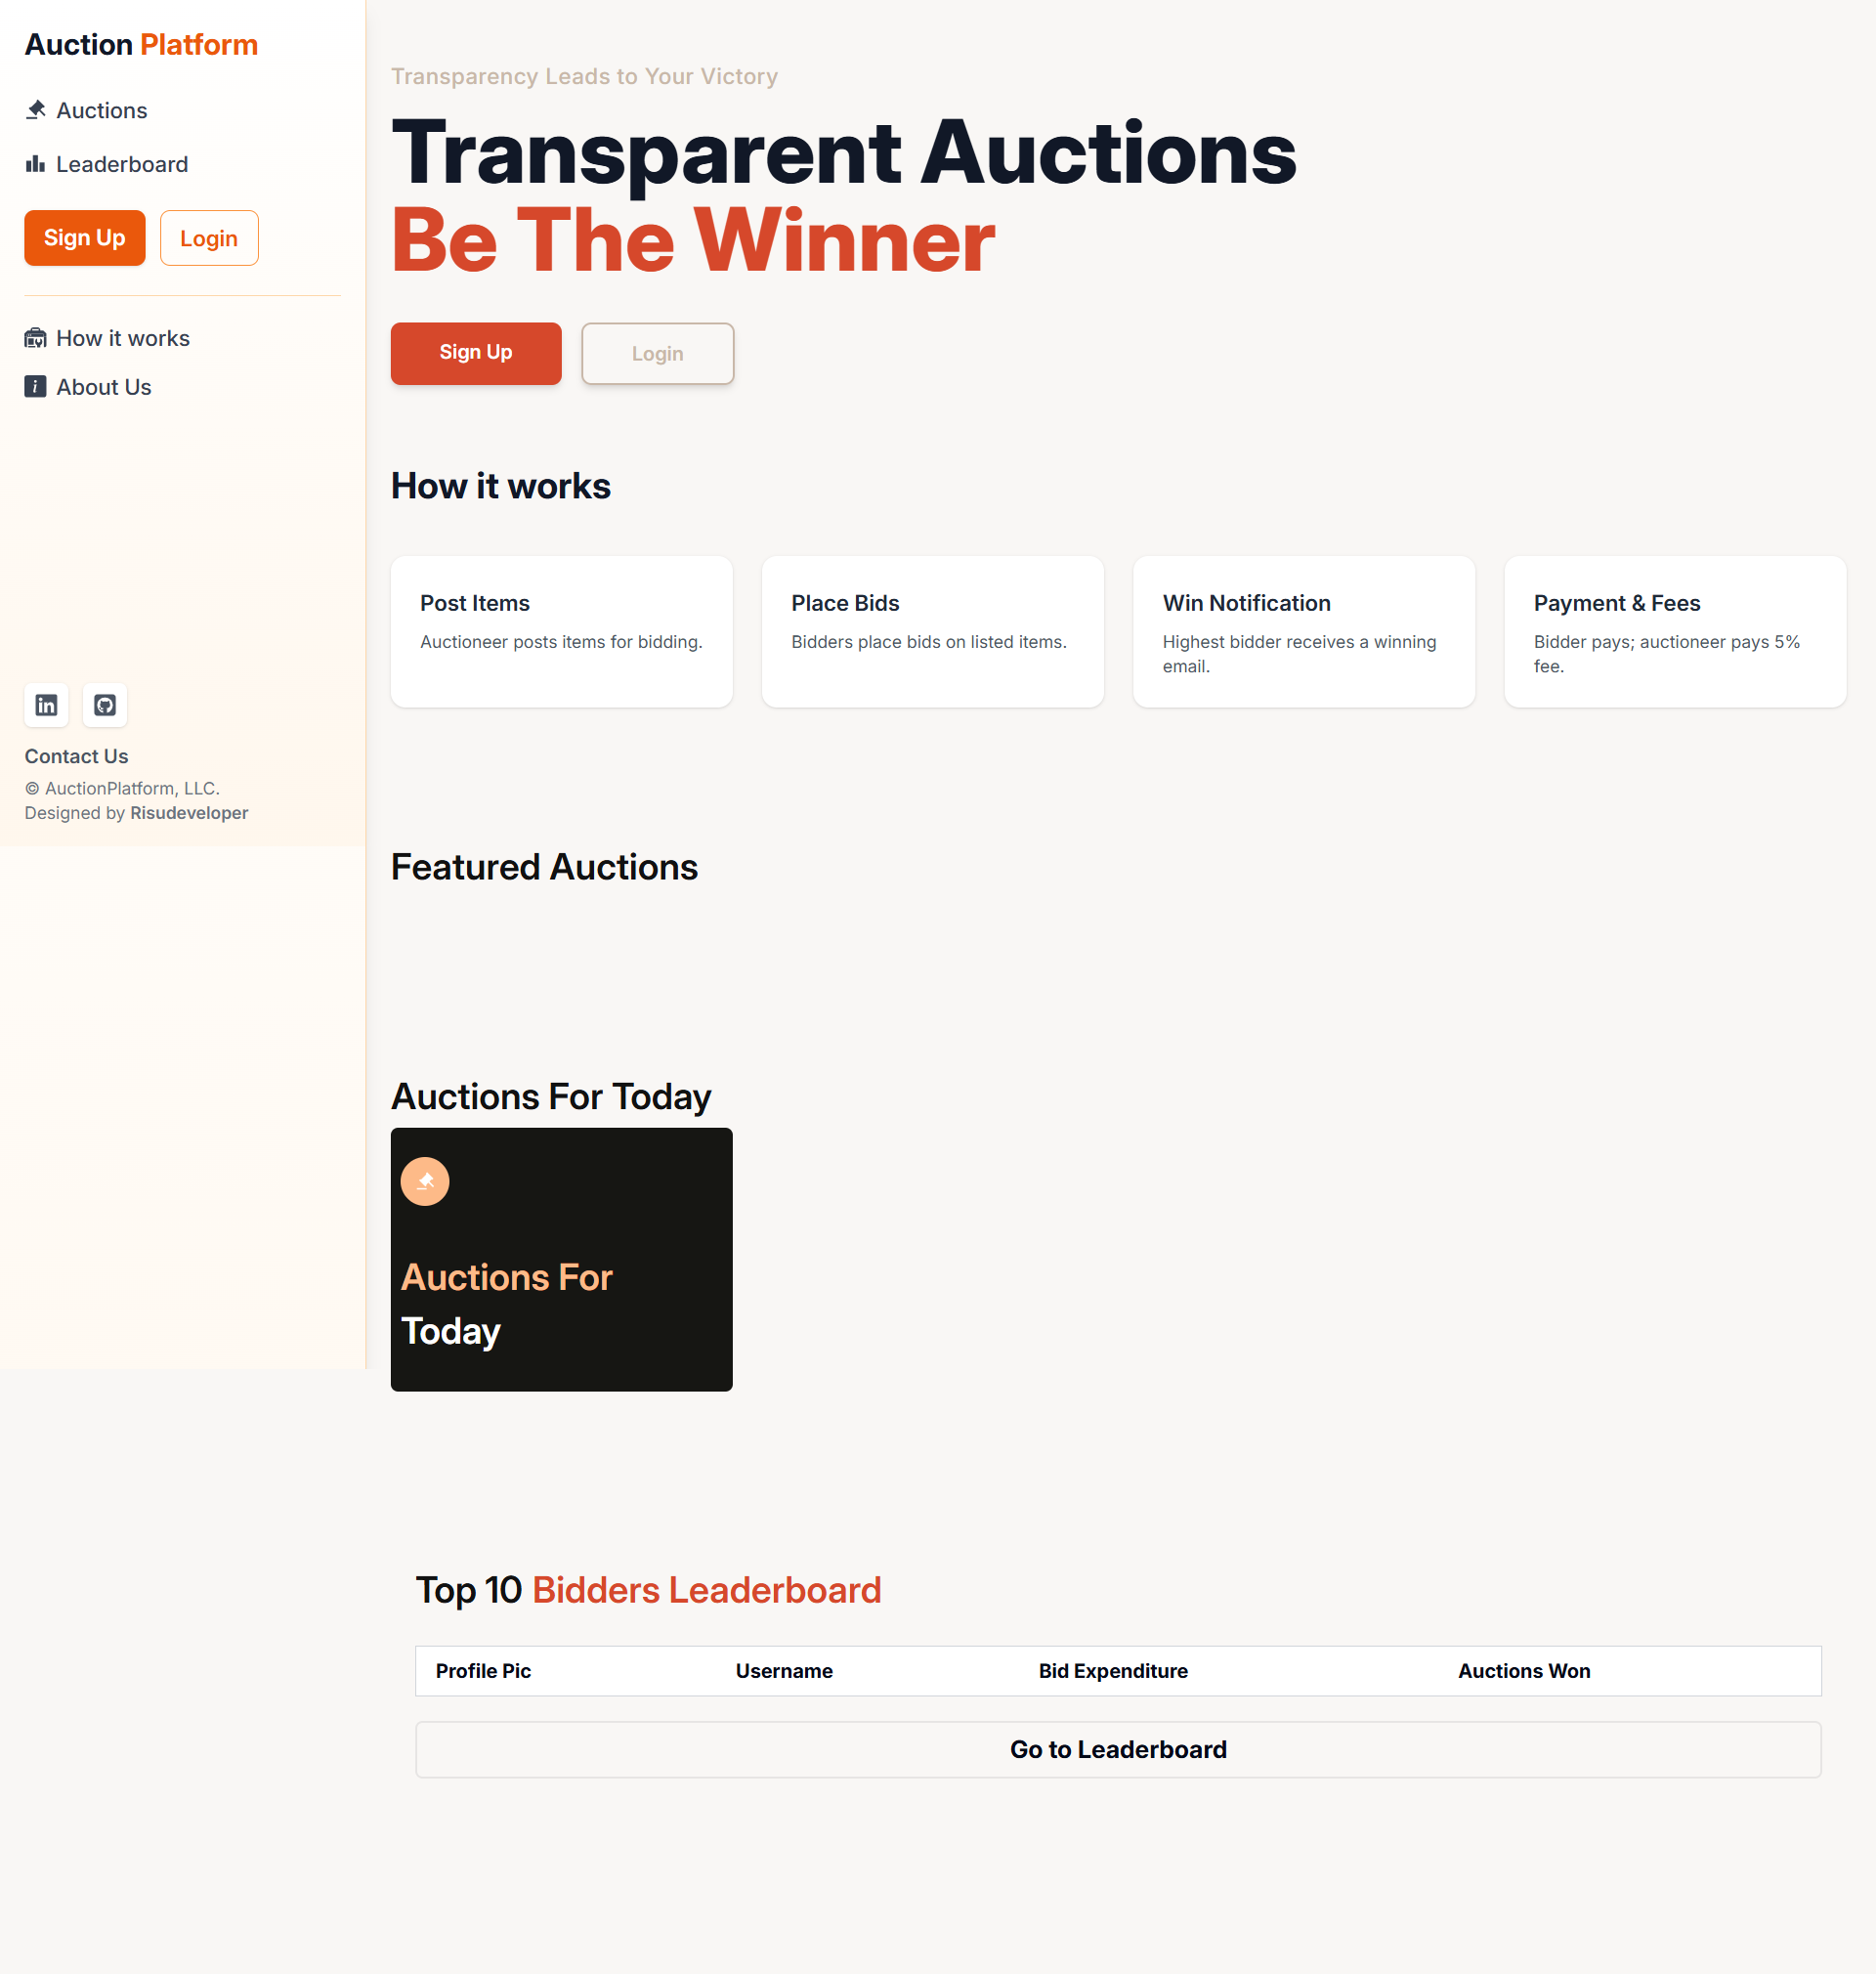 Auction Platform
Auctions
Leaderboard
Sign Up
Login
How it works
About Us
Contact Us
© AuctionPlatform, LLC.
Designed by Risudeveloper
Transparency Leads to Your Victory
Transparent Auctions
Be The Winner
Sign Up
Login
How it works
Post Items
Auctioneer posts items for bidding.
Place Bids
Bidders place bids on listed items.
Win Notification
Highest bidder receives a winning
email.
Payment & Fees
Bidder pays; auctioneer pays 5%
fee.
Featured Auctions
Auctions For Today
Auctions For
Today
Top 10 Bidders Leaderboard
Profile Pic Username Bid Expenditure Auctions Won
Go to Leaderboard